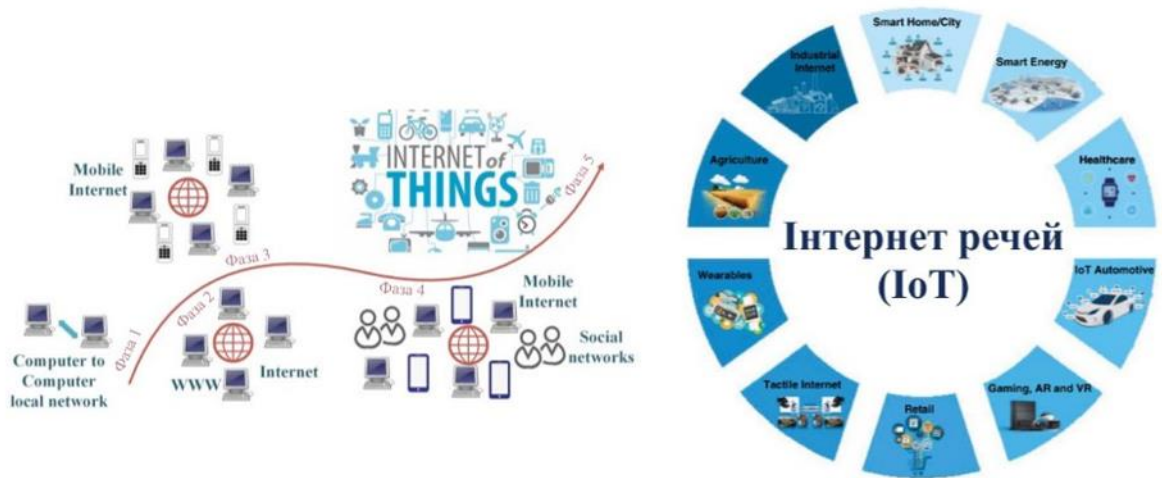 Mobile
Internet
INTERNET of
THINGS
Фаза 5
Фаза 3
Фаза 2
Фаза 1
Фаза 4
Mobile
Internet
Social
networks
Computer to
Computer
local network
WWW
Internet
Smart Home/City
Industrial
internet
Smart Energy
Agriculture
Healthcare
Інтернет речей
(IoT)
Wearables
IoT Automotive
Tactile Internet
Retail
Gaming, AR and VR